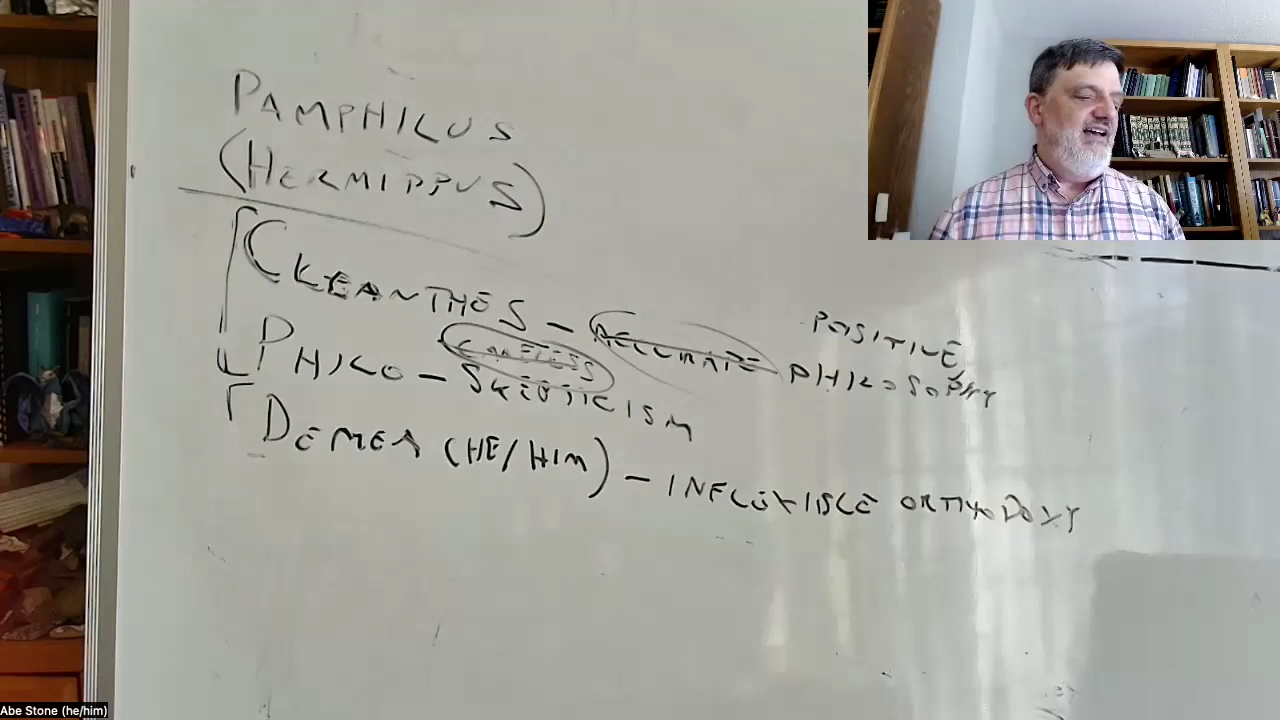 PAMPHILUS
(HERMIPPUS)
CLEANTHES - ACCURATE PHILOSOPHY
POSITIVE
CARELESS
PHILO - SKEPTICISM
DEMEA (HE/HIM) - INFLEXIBLE ORTHODOXY
Abe Stone (he/him)